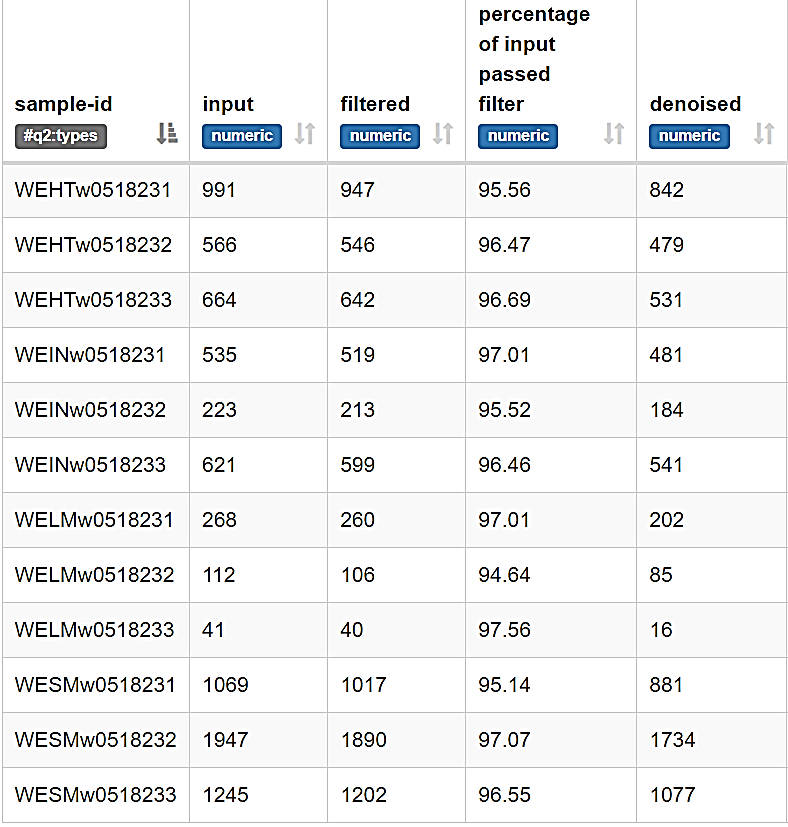 percentage
of input
passed
sample-id input filtered filter denoised
#q2:types numeric numeric numeric numeric
WEHTw0518231 991 947 95.56 842
WEHTw0518232 566 546 96.47 479
WEHTw0518233 664 642 96.69 531
WEINw0518231 535 519 97.01 481
WEINw0518232 223 213 95.52 184
WEINw0518233 621 599 96.46 541
WELMw0518231 268 260 97.01 202
WELMw0518232 112 106 94.64 85
WELMw0518233 41 40 97.56 16
WESMw0518231 1069 1017 95.14 881
WESMw0518232 1947 1890 97.07 1734
WESMw0518233 1245 1202 96.55 1077